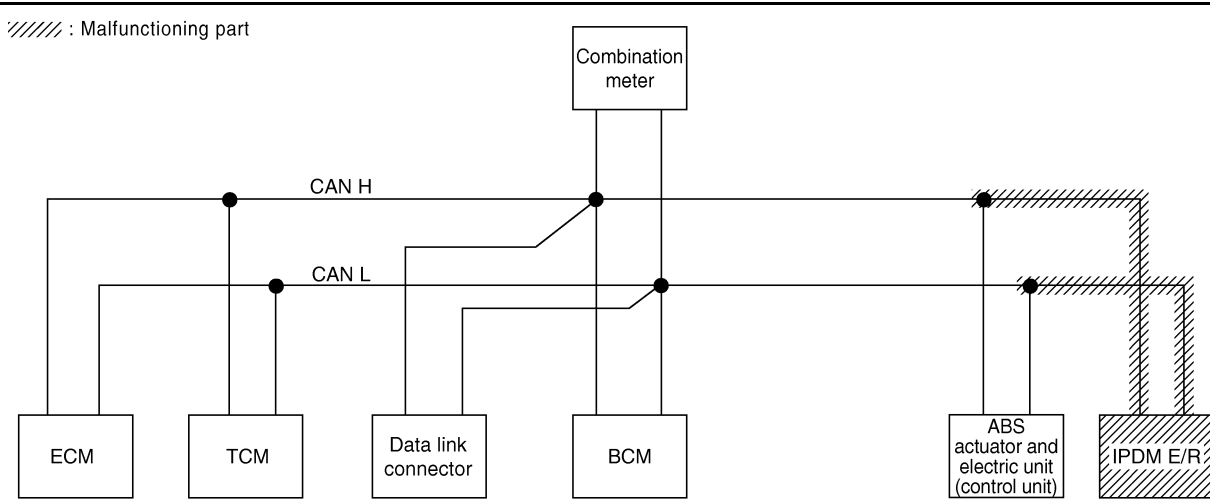 : Malfunctioning part
Combination
meter
CAN H
CAN L
ECM
TCM
Data link
connector
BCM
ABS
actuator and
electric unit
(control unit)
IPDM E/R